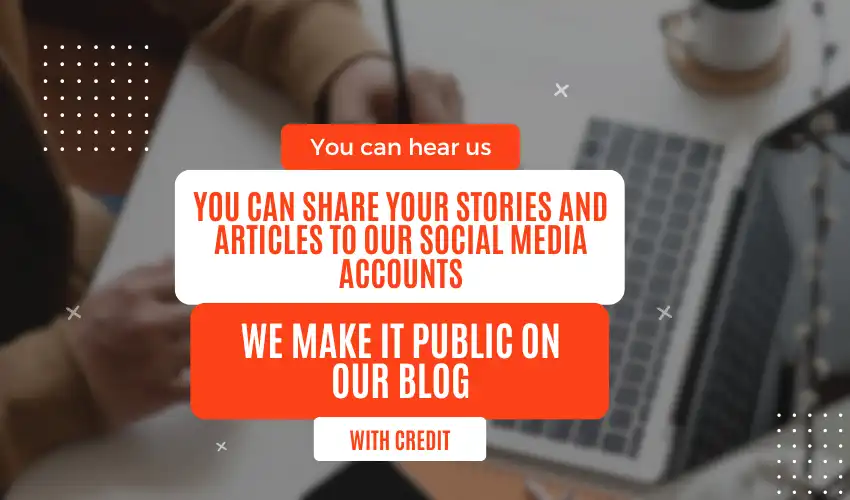 You can hear us
YOU CAN SHARE YOUR STORIES AND
ARTICLES TO OUR SOCIAL MEDIA
ACCOUNTS
WE MAKE IT PUBLIC ON
OUR BLOG
WITH CREDIT